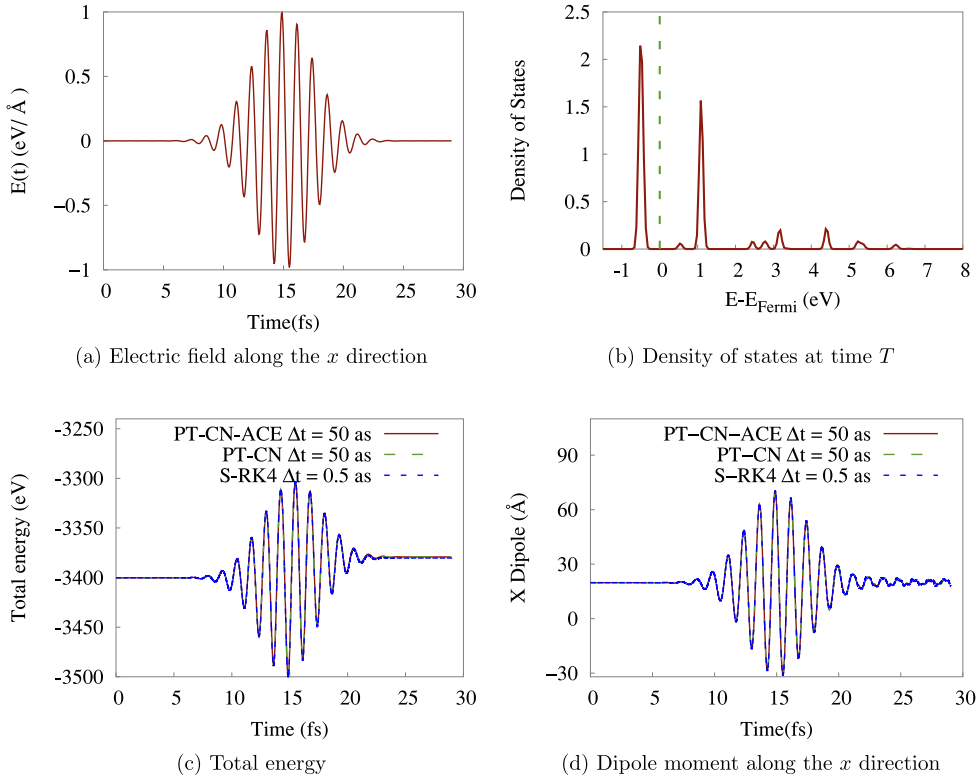 E(t) (eV/ Å )
1
0.5
0
−0.5
−1
0 5 10 15 20 25 30
Time(fs)
(a) Electric field along the x direction
Density of States
2.5
2
1.5
1
0.5
0
-1 0 1 2 3 4 5 6 7 8
E-EFermi (eV)
(b) Density of states at time T
Total energy (eV)
-3250
-3300
-3350
-3400
-3450
-3500
PT-CN-ACE Δt = 50 as
PT-CN Δt = 50 as
S-RK4 Δt = 0.5 as
0 5 10 15 20 25 30
Time (fs)
(c) Total energy
X Dipole (Å)
90
60
30
0
−30
PT−CN−ACE Δt = 50 as
PT−CN Δt = 50 as
S−RK4 Δt = 0.5 as
0 5 10 15 20 25 30
Time(fs)
(d) Dipole moment along the x direction